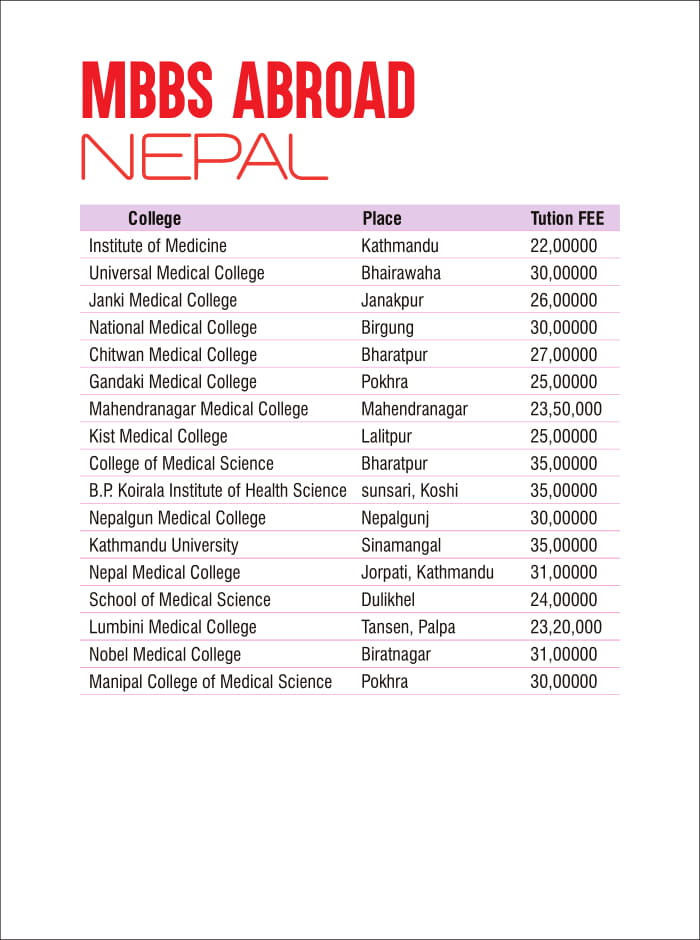 MBBS ABROAD
NEPAL
College Place Tution FEE
Institute of Medicine Kathmandu 22,00000
Universal Medical College Bhairawaha 30,00000
Janki Medical College Janakpur 26,00000
National Medical College Birgung 30,00000
Chitwan Medical College Bharatpur 27,00000
Gandaki Medical College Pokhra 25,00000
Mahendranagar Medical College Mahendranagar 23,50,000
Kist Medical College Lalitpur 25,00000
College of Medical Science Bharatpur 35,00000
B.P. Koirala Institute of Health Science sunsari, Koshi 35,00000
Nepalgun Medical College Nepalgunj 30,00000
Kathmandu University Sinamangal 35,00000
Nepal Medical College Jorpati, Kathmandu 31,00000
School of Medical Science Dulikhel 24,00000
Lumbini Medical College Tansen, Palpa 23,20,000
Nobel Medical College Biratnagar 31,00000
Manipal College of Medical Science Pokhra 30,00000